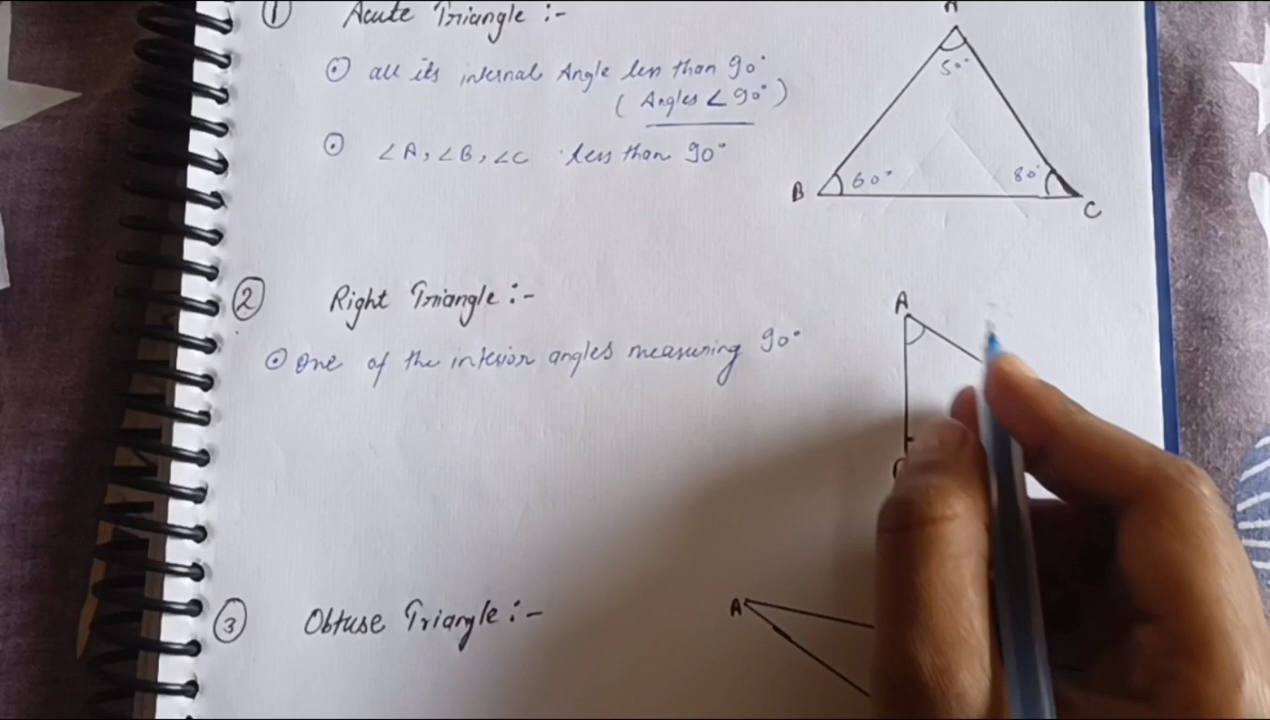 ① Acute Triangle :-
⊙ all its internal Angle less than 90°
( Angles ∠ 90° )
⊙ ∠A, ∠B, ∠C less than 90°
A
50°
B 60° 80° C
② Right Triangle :-
⊙ One of the interior angles measuring 90°
A
③ Obtuse Triangle :-
A